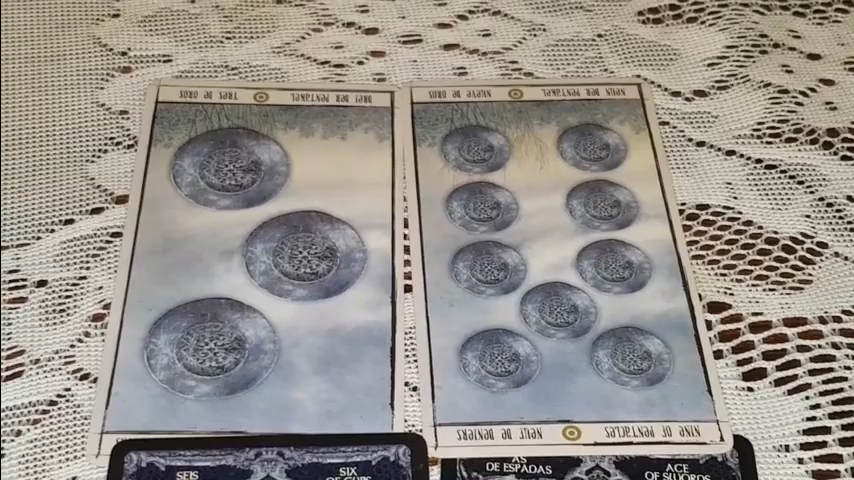 DREI DER PENTAKEL TRES DE OROS
NEUN DER PENTAKEL NUEVE DE OROS
NINE OF PENTACLES NEUF DE DENIERS
SEIS
SIX
OF CUPS
AS
DE ESPADAS
ACE
OF SWORDS